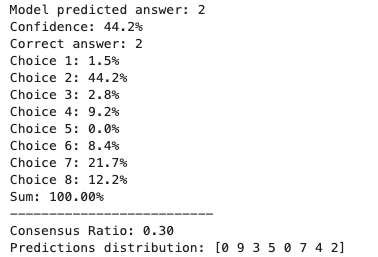 Model predicted answer: 2
Confidence: 44.2%
Correct answer: 2
Choice 1: 1.5%
Choice 2: 44.2%
Choice 3: 2.8%
Choice 4: 9.2%
Choice 5: 0.0%
Choice 6: 8.4%
Choice 7: 21.7%
Choice 8: 12.2%
Sum: 100.00%
--------------------------
Consensus Ratio: 0.30
Predictions distribution: [0 9 3 5 0 7 4 2]